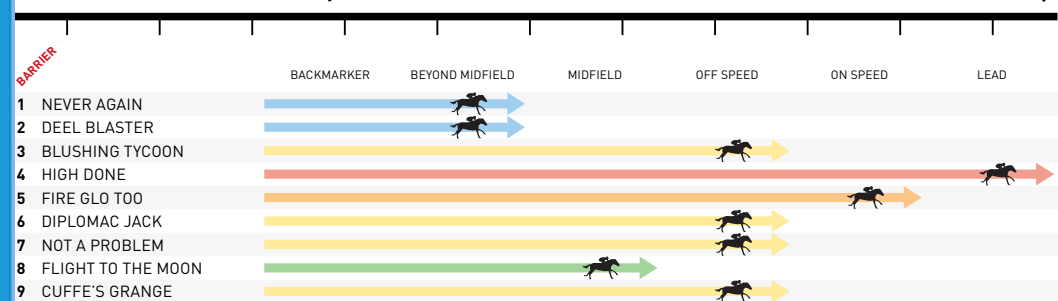 BARRIER
BACKMARKER BEYOND MIDFIELD MIDFIELD OFF SPEED ON SPEED LEAD
1 NEVER AGAIN
2 DEEL BLASTER
3 BLUSHING TYCOON
4 HIGH DONE
5 FIRE GLO TOO
6 DIPLOMAC JACK
7 NOT A PROBLEM
8 FLIGHT TO THE MOON
9 CUFFE'S GRANGE